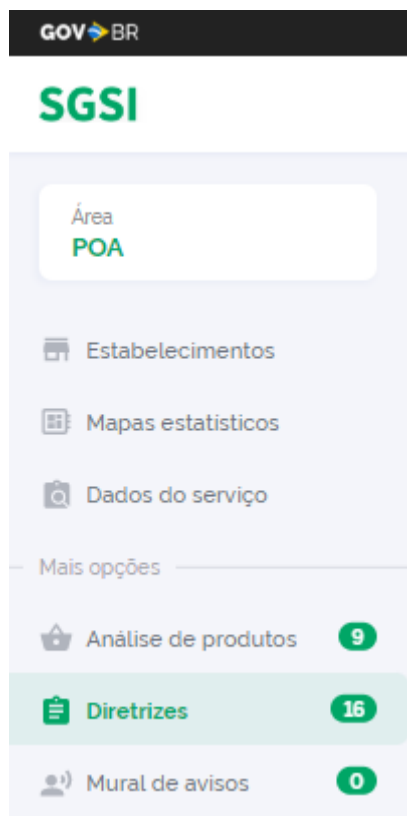 GOV BR
SGSI
Área
POA
Estabelecimentos
Mapas estatisticos
Dados do serviço
Mais opções
Análise de produtos 9
Diretrizes 16
Mural de avisos 0